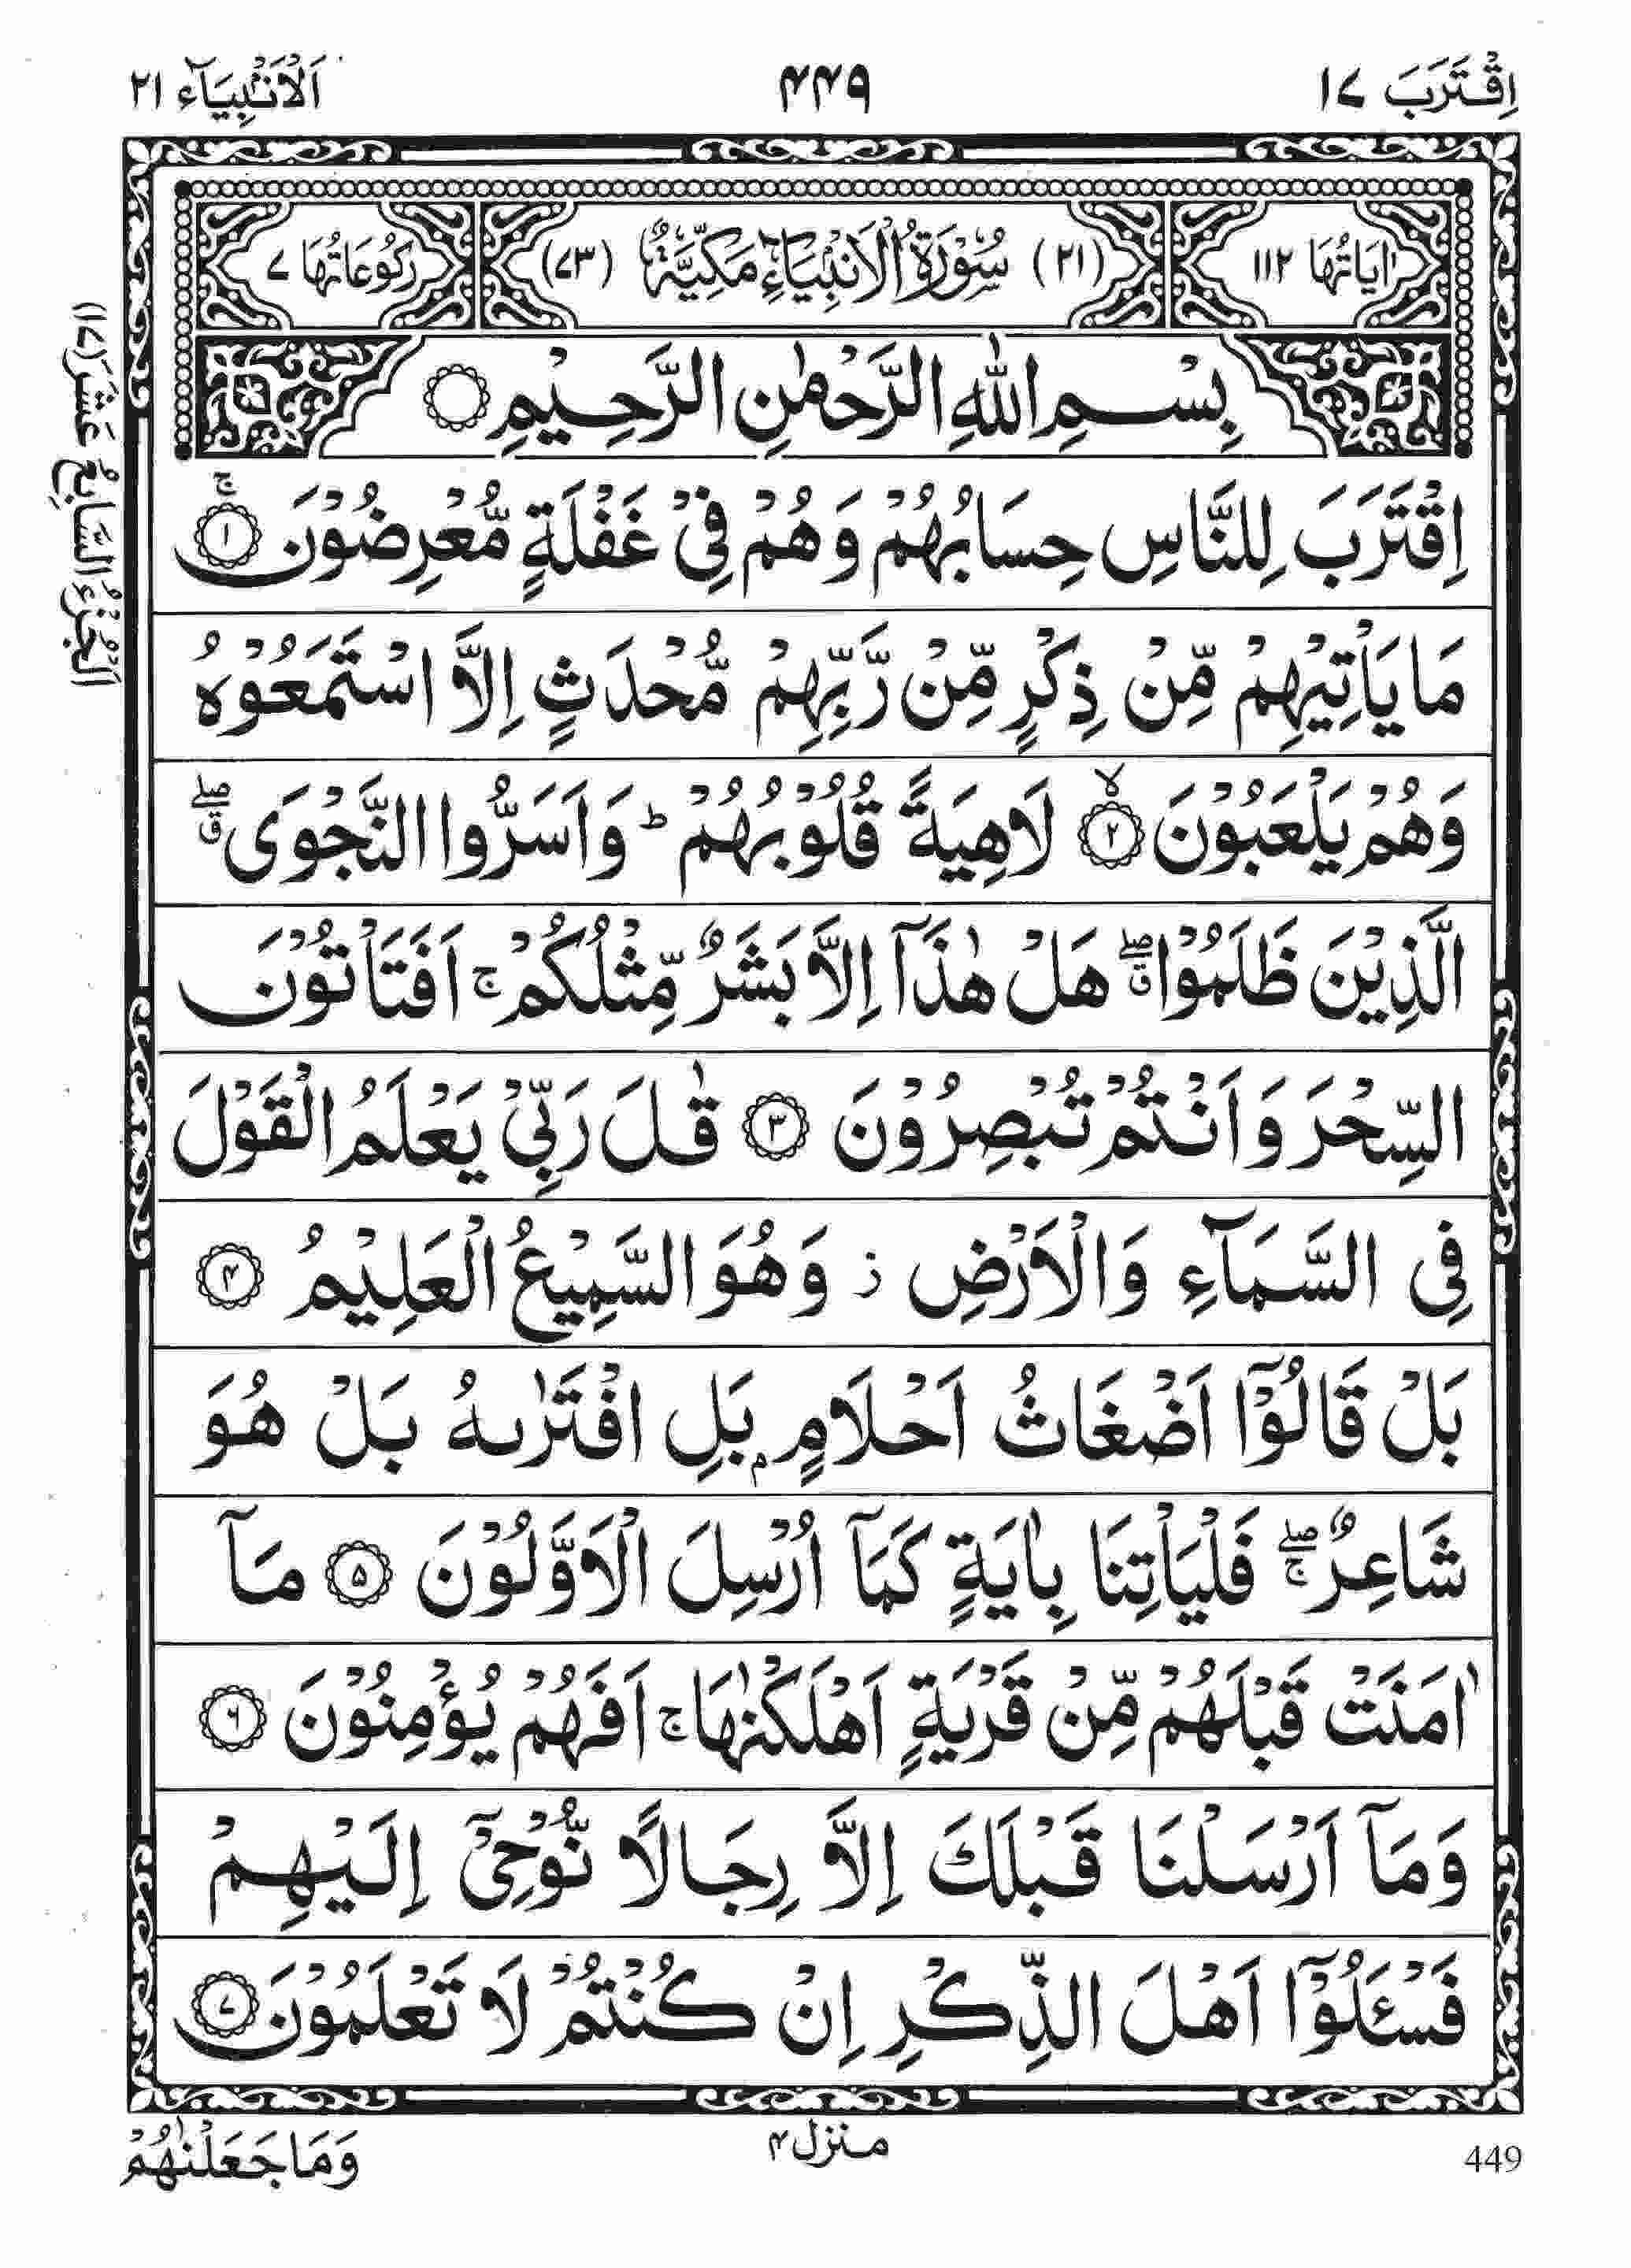 اِقْتَرَبَ ١٧
٤٤٩
اَلْاَنْۢبِيَآء ٢١
اٰيَاتُهَا ١١٢
(٢١) سُوْرَةُ الْاَنْۢبِيَآءِ مَكِّيَّةٌ (٧٣)
رُكُوْعَاتُهَا ٧
بِسْمِ اللّٰهِ الرَّحْمٰنِ الرَّحِيْمِ
اِقْتَرَبَ لِلنَّاسِ حِسَابُهُمْ وَهُمْ فِيْ غَفْلَةٍ مُّعْرِضُوْنَ ۚ ﴿١﴾
مَا يَاْتِيْهِمْ مِّنْ ذِكْرٍ مِّنْ رَّبِّهِمْ مُّحْدَثٍ اِلَّا اسْتَمَعُوْهُ
وَهُمْ يَلْعَبُوْنَ ۙ ﴿٢﴾ لَاهِيَةً قُلُوْبُهُمْ ؕ وَاَسَرُّوا النَّجْوَى ۖق
الَّذِيْنَ ظَلَمُوْا ۖق هَلْ هٰذَآ اِلَّا بَشَرٌ مِّثْلُكُمْ ۚ اَفَتَاْتُوْنَ
السِّحْرَ وَاَنْتُمْ تُبْصِرُوْنَ ﴿٣﴾ قٰلَ رَبِّيْ يَعْلَمُ الْقَوْلَ
فِي السَّمَآءِ وَالْاَرْضِ ز وَهُوَ السَّمِيْعُ الْعَلِيْمُ ﴿٤﴾
بَلْ قَالُوْٓا اَضْغَاثُ اَحْلَامٍۭ بَلِ افْتَرٰىهُ بَلْ هُوَ
شَاعِرٌ ۖۚ فَلْيَاْتِنَا بِاٰيَةٍ كَمَآ اُرْسِلَ الْاَوَّلُوْنَ ﴿٥﴾ مَآ
اٰمَنَتْ قَبْلَهُمْ مِّنْ قَرْيَةٍ اَهْلَكْنٰهَا ۚ اَفَهُمْ يُؤْمِنُوْنَ ﴿٦﴾
وَمَآ اَرْسَلْنَا قَبْلَكَ اِلَّا رِجَالًا نُّوْحِيْٓ اِلَيْهِمْ
فَسْـَٔلُوْٓا اَهْلَ الذِّكْرِ اِنْ كُنْتُمْ لَا تَعْلَمُوْنَ ﴿٧﴾
اَلْجُزْءُ السَّابِعُ عَشَرَ (١٧)
449
منزل ٤
وَمَا جَعَلْنٰهُمْ